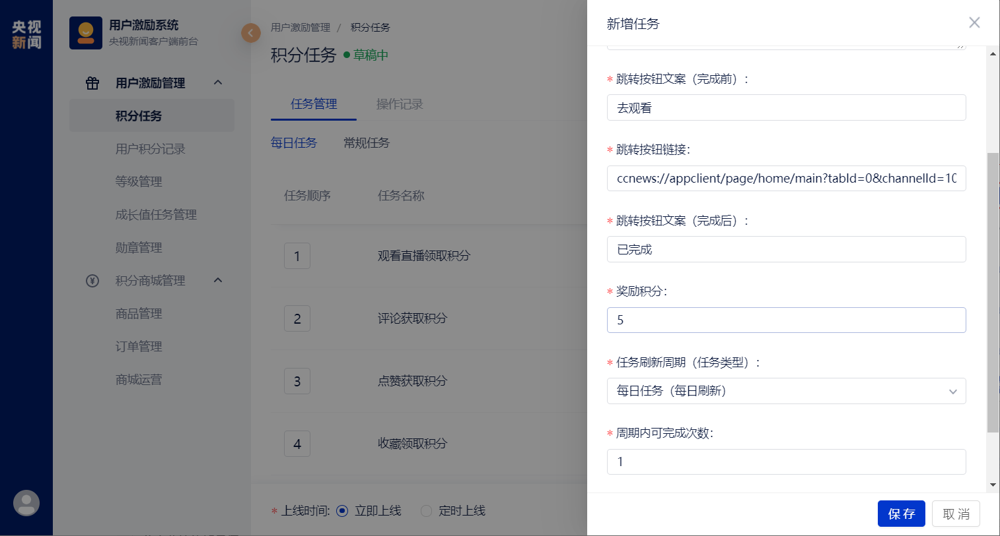 央视
新闻
用户激励系统
央视新闻客户端前台
用户激励管理
积分任务
用户积分记录
等级管理
成长值任务管理
勋章管理
积分商城管理
商品管理
订单管理
商城运营
用户激励管理 / 积分任务
积分任务 草稿中
任务管理 操作记录
每日任务 常规任务
任务顺序 任务名称
1 观看直播领取积分
2 评论获取积分
3 点赞获取积分
4 收藏领取积分
* 上线时间: 立即上线 定时上线
新增任务
* 跳转按钮文案（完成前）:
去观看
* 跳转按钮链接:
ccnews://appclient/page/home/main?tabId=0&channelId=10
* 跳转按钮文案（完成后）:
已完成
* 奖励积分:
5
* 任务刷新周期（任务类型）:
每日任务（每日刷新）
* 周期内可完成次数:
1
保存 取消